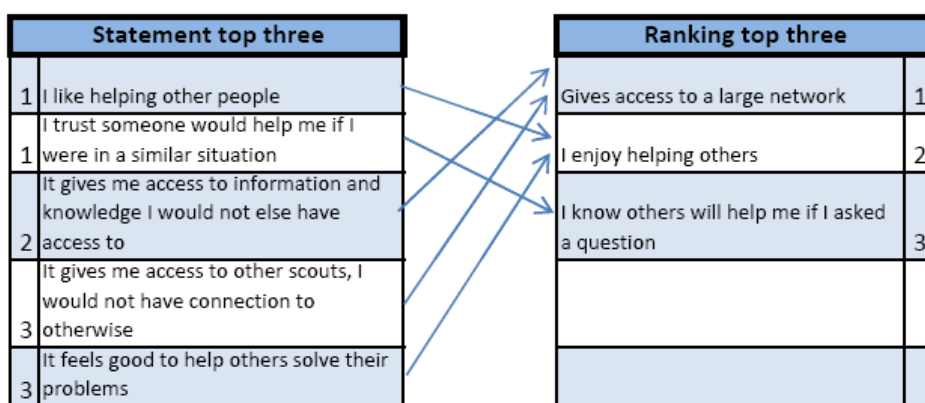 Statement top three
1 I like helping other people
I trust someone would help me if I
1 were in a similar situation
It gives me access to information and
knowledge I would not else have
2 access to
It gives me access to other scouts, I
would not have connection to
3 otherwise
It feels good to help others solve their
3 problems
Ranking top three
Gives access to a large network 1
I enjoy helping others 2
I know others will help me if I asked
a question 3